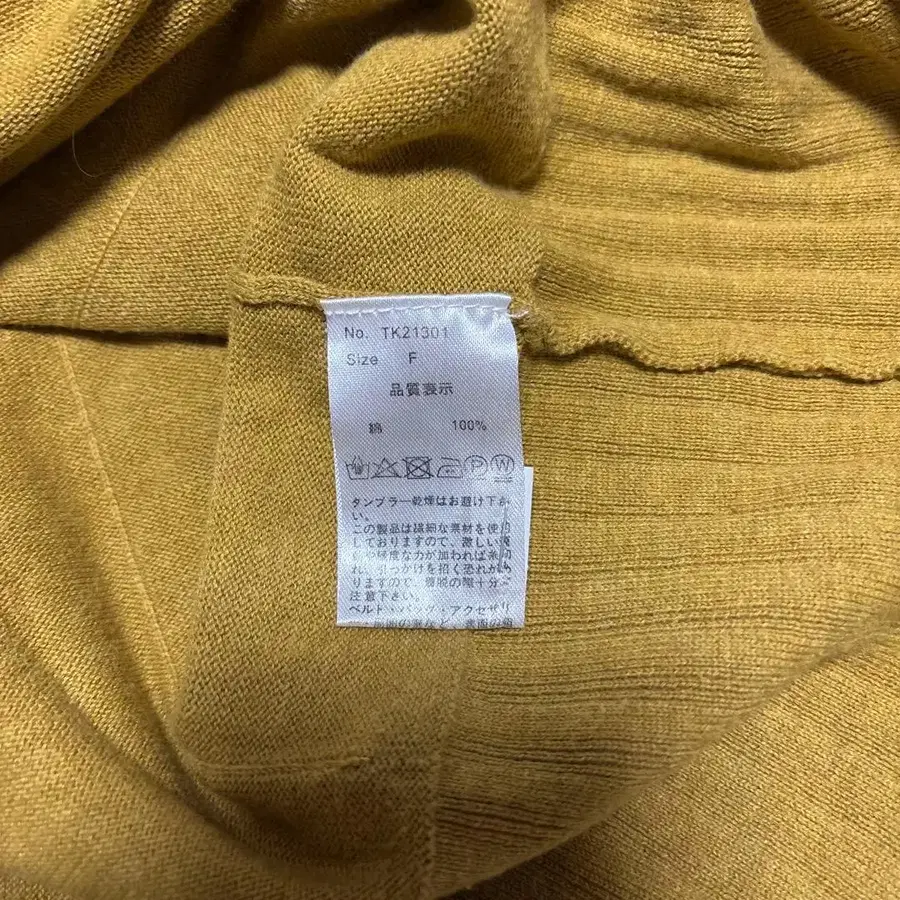 No. TK21301
Size F
品質表示
綿 100%
P W
タンブラー乾燥はお避け下さ
い。
この製品は繊細な素材を使用
しておりますので、激しい
や極度な力が加われば糸切
れ、引っかけを招く恐れがあ
りますので、着脱の際十分ご
注意下さい。
ベルト・バッグ・アクセサリ